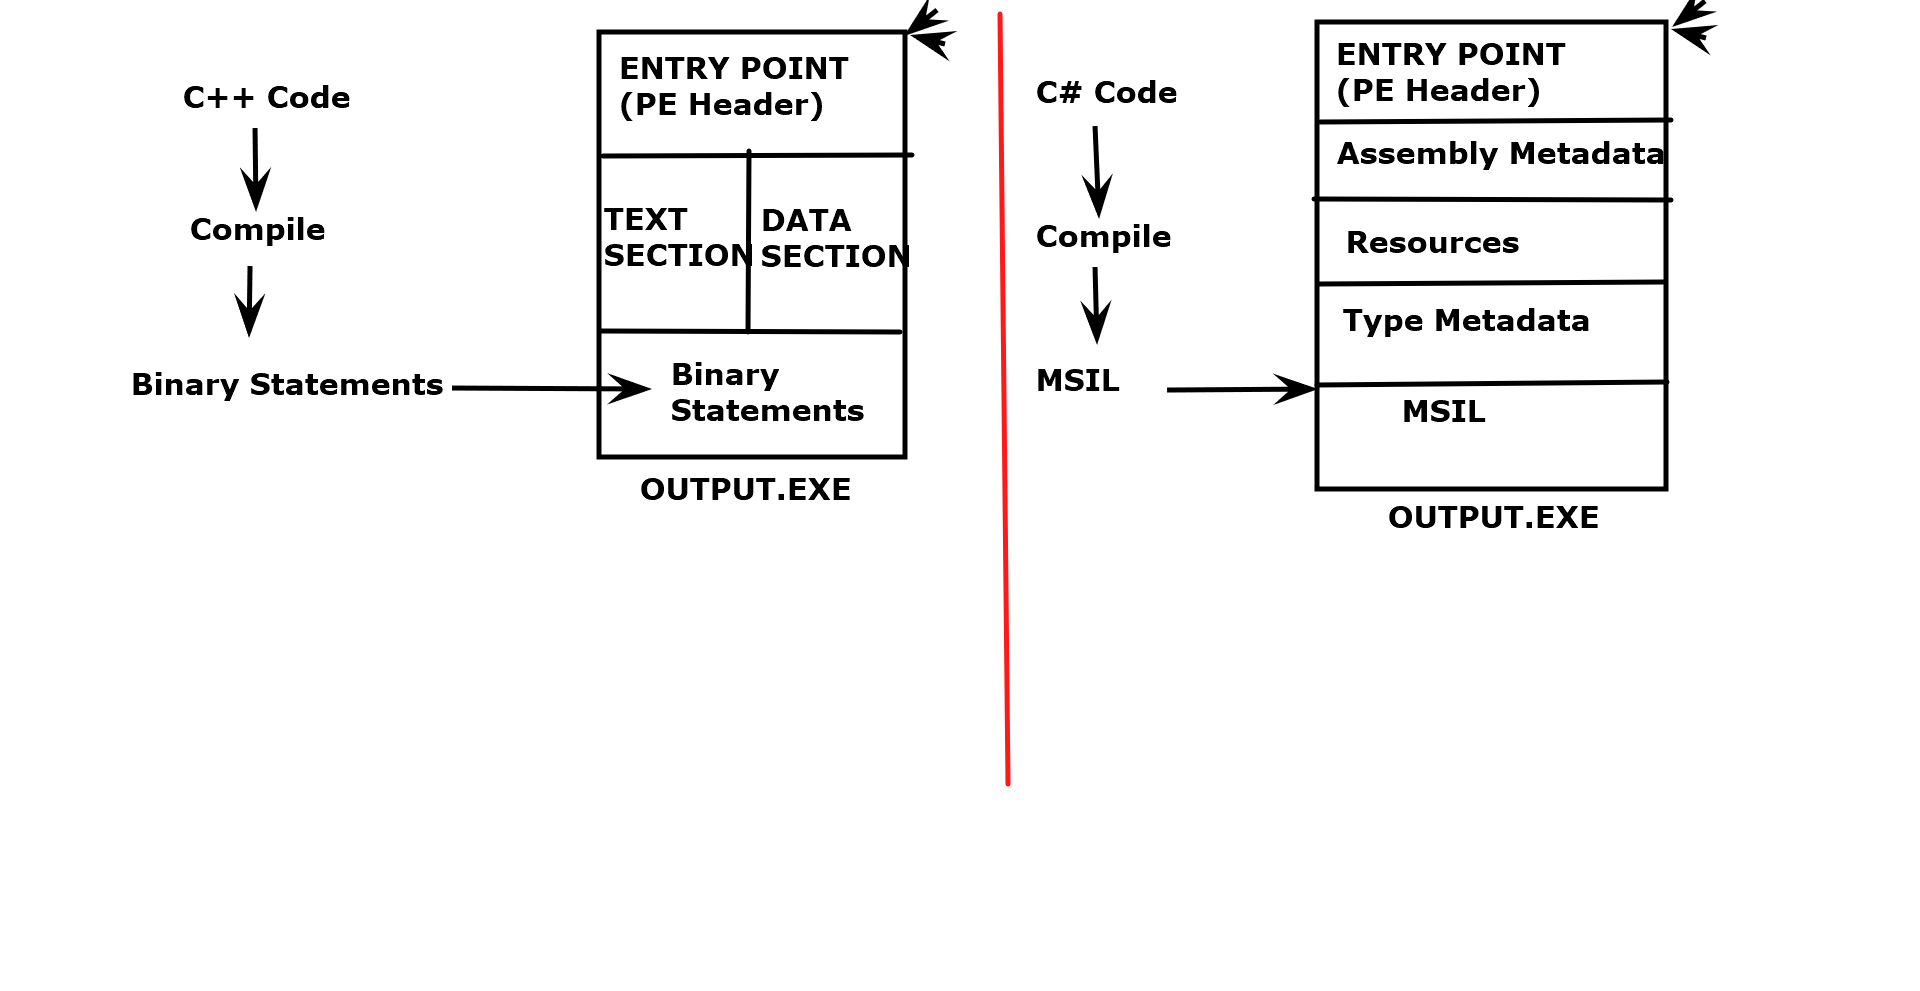 C++ Code
Compile
Binary Statements
ENTRY POINT
(PE Header)
TEXT
SECTION
DATA
SECTION
Binary
Statements
OUTPUT.EXE
C# Code
Compile
MSIL
ENTRY POINT
(PE Header)
Assembly Metadata
Resources
Type Metadata
MSIL
OUTPUT.EXE